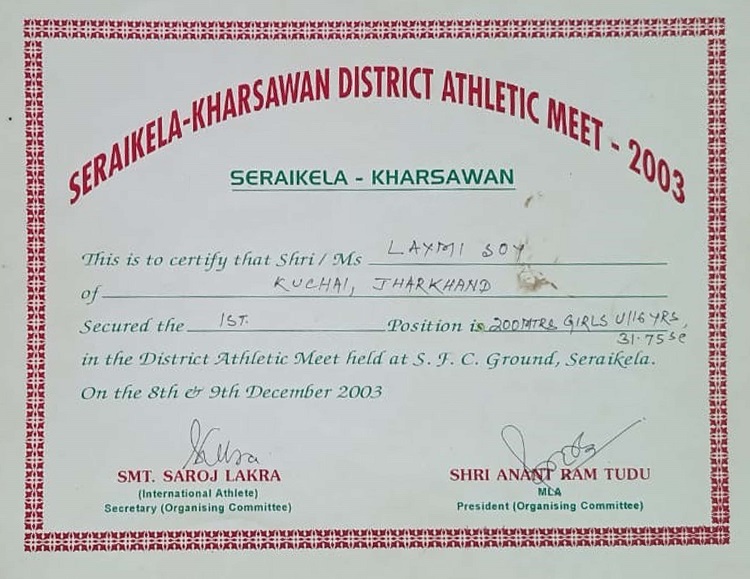 SERAIKELA-KHARSAWAN DISTRICT ATHLETIC MEET - 2003
SERAIKELA - KHARSAWAN
This is to certify that Shri / Ms LAXMI SOY
of KUCHAI, JHARKHAND
Secured the 1ST. Position is 200MTRS GIRLS U/16 YRS,
31.75 Sc
in the District Athletic Meet held at S. F. C. Ground, Seraikela.
On the 8th & 9th December 2003
SMT. SAROJ LAKRA
(International Athlete)
Secretary (Organising Committee)
SHRI ANANT RAM TUDU
MLA
President (Organising Committee)